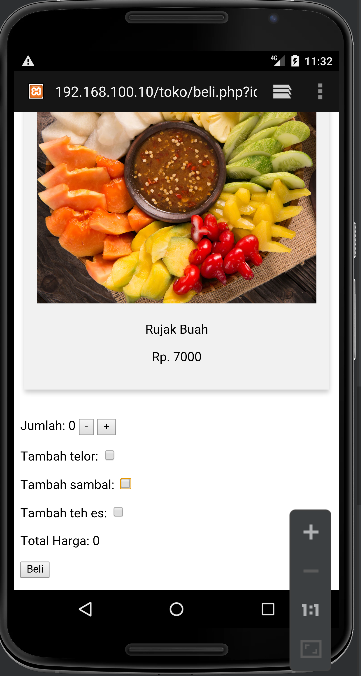 4G 11:32
192.168.100.10/toko/beli.php?ic
Rujak Buah
Rp. 7000
Jumlah: 0 - +
Tambah telor:
Tambah sambal:
Tambah teh es:
Total Harga: 0
Beli
1:1